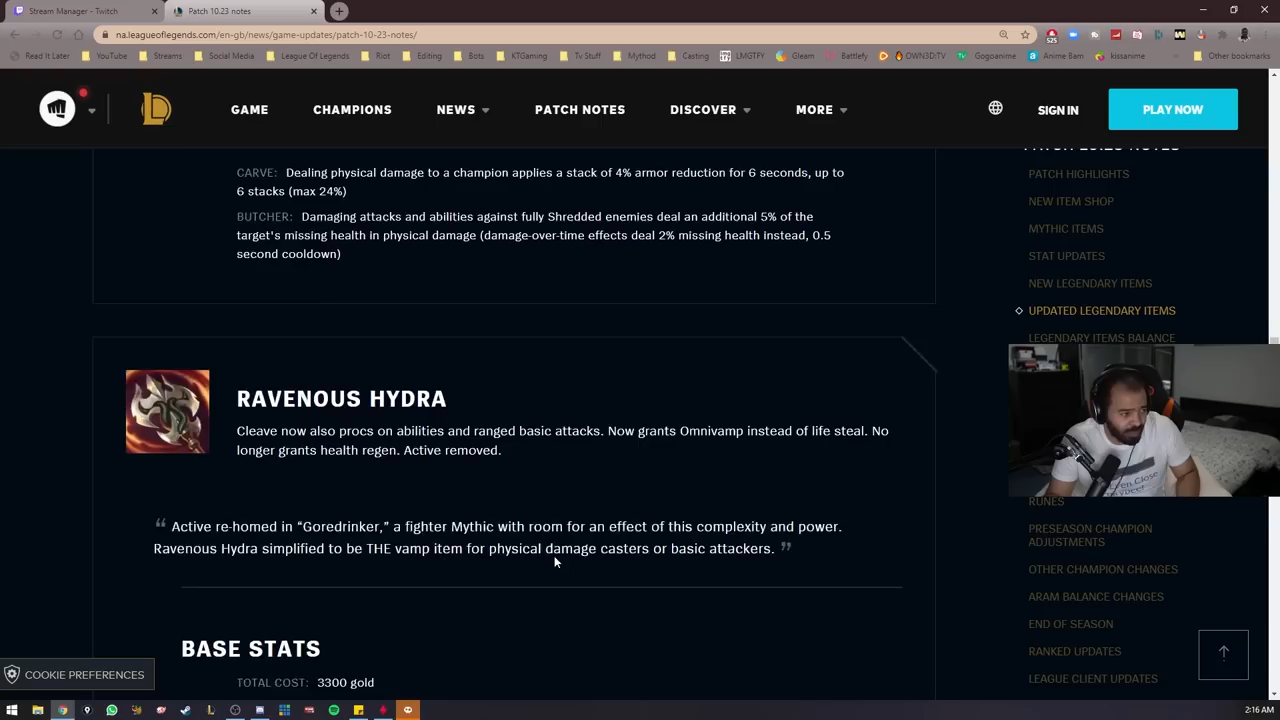 Stream Manager - Twitch
Patch 10.23 notes
na.leagueoflegends.com/en-gb/news/game-updates/patch-10-23-notes/
Read It Later YouTube Streams Social Media League Of Legends Riot Editing Bots KTGaming Tv Stuff Mythod Casting LMGTFY Gleam Battlefy OWN3D:TV Gogoanime Anime Bam kissanime Other bookmarks
GAME CHAMPIONS NEWS PATCH NOTES DISCOVER MORE SIGN IN PLAY NOW
CARVE: Dealing physical damage to a champion applies a stack of 4% armor reduction for 6 seconds, up to
6 stacks (max 24%)
BUTCHER: Damaging attacks and abilities against fully Shredded enemies deal an additional 5% of the
target's missing health in physical damage (damage-over-time effects deal 2% missing health instead, 0.5
second cooldown)
RAVENOUS HYDRA
Cleave now also procs on abilities and ranged basic attacks. Now grants Omnivamp instead of life steal. No
longer grants health regen. Active removed.
“ Active re-homed in “Goredrinker,” a fighter Mythic with room for an effect of this complexity and power.
Ravenous Hydra simplified to be THE vamp item for physical damage casters or basic attackers. ”
BASE STATS
TOTAL COST: 3300 gold
COOKIE PREFERENCES
PATCH 10.23 NOTES
PATCH HIGHLIGHTS
NEW ITEM SHOP
MYTHIC ITEMS
STAT UPDATES
NEW LEGENDARY ITEMS
UPDATED LEGENDARY ITEMS
LEGENDARY ITEMS BALANCE
RUNES
PRESEASON CHAMPION
ADJUSTMENTS
OTHER CHAMPION CHANGES
ARAM BALANCE CHANGES
END OF SEASON
RANKED UPDATES
LEAGUE CLIENT UPDATES
2:16 AM